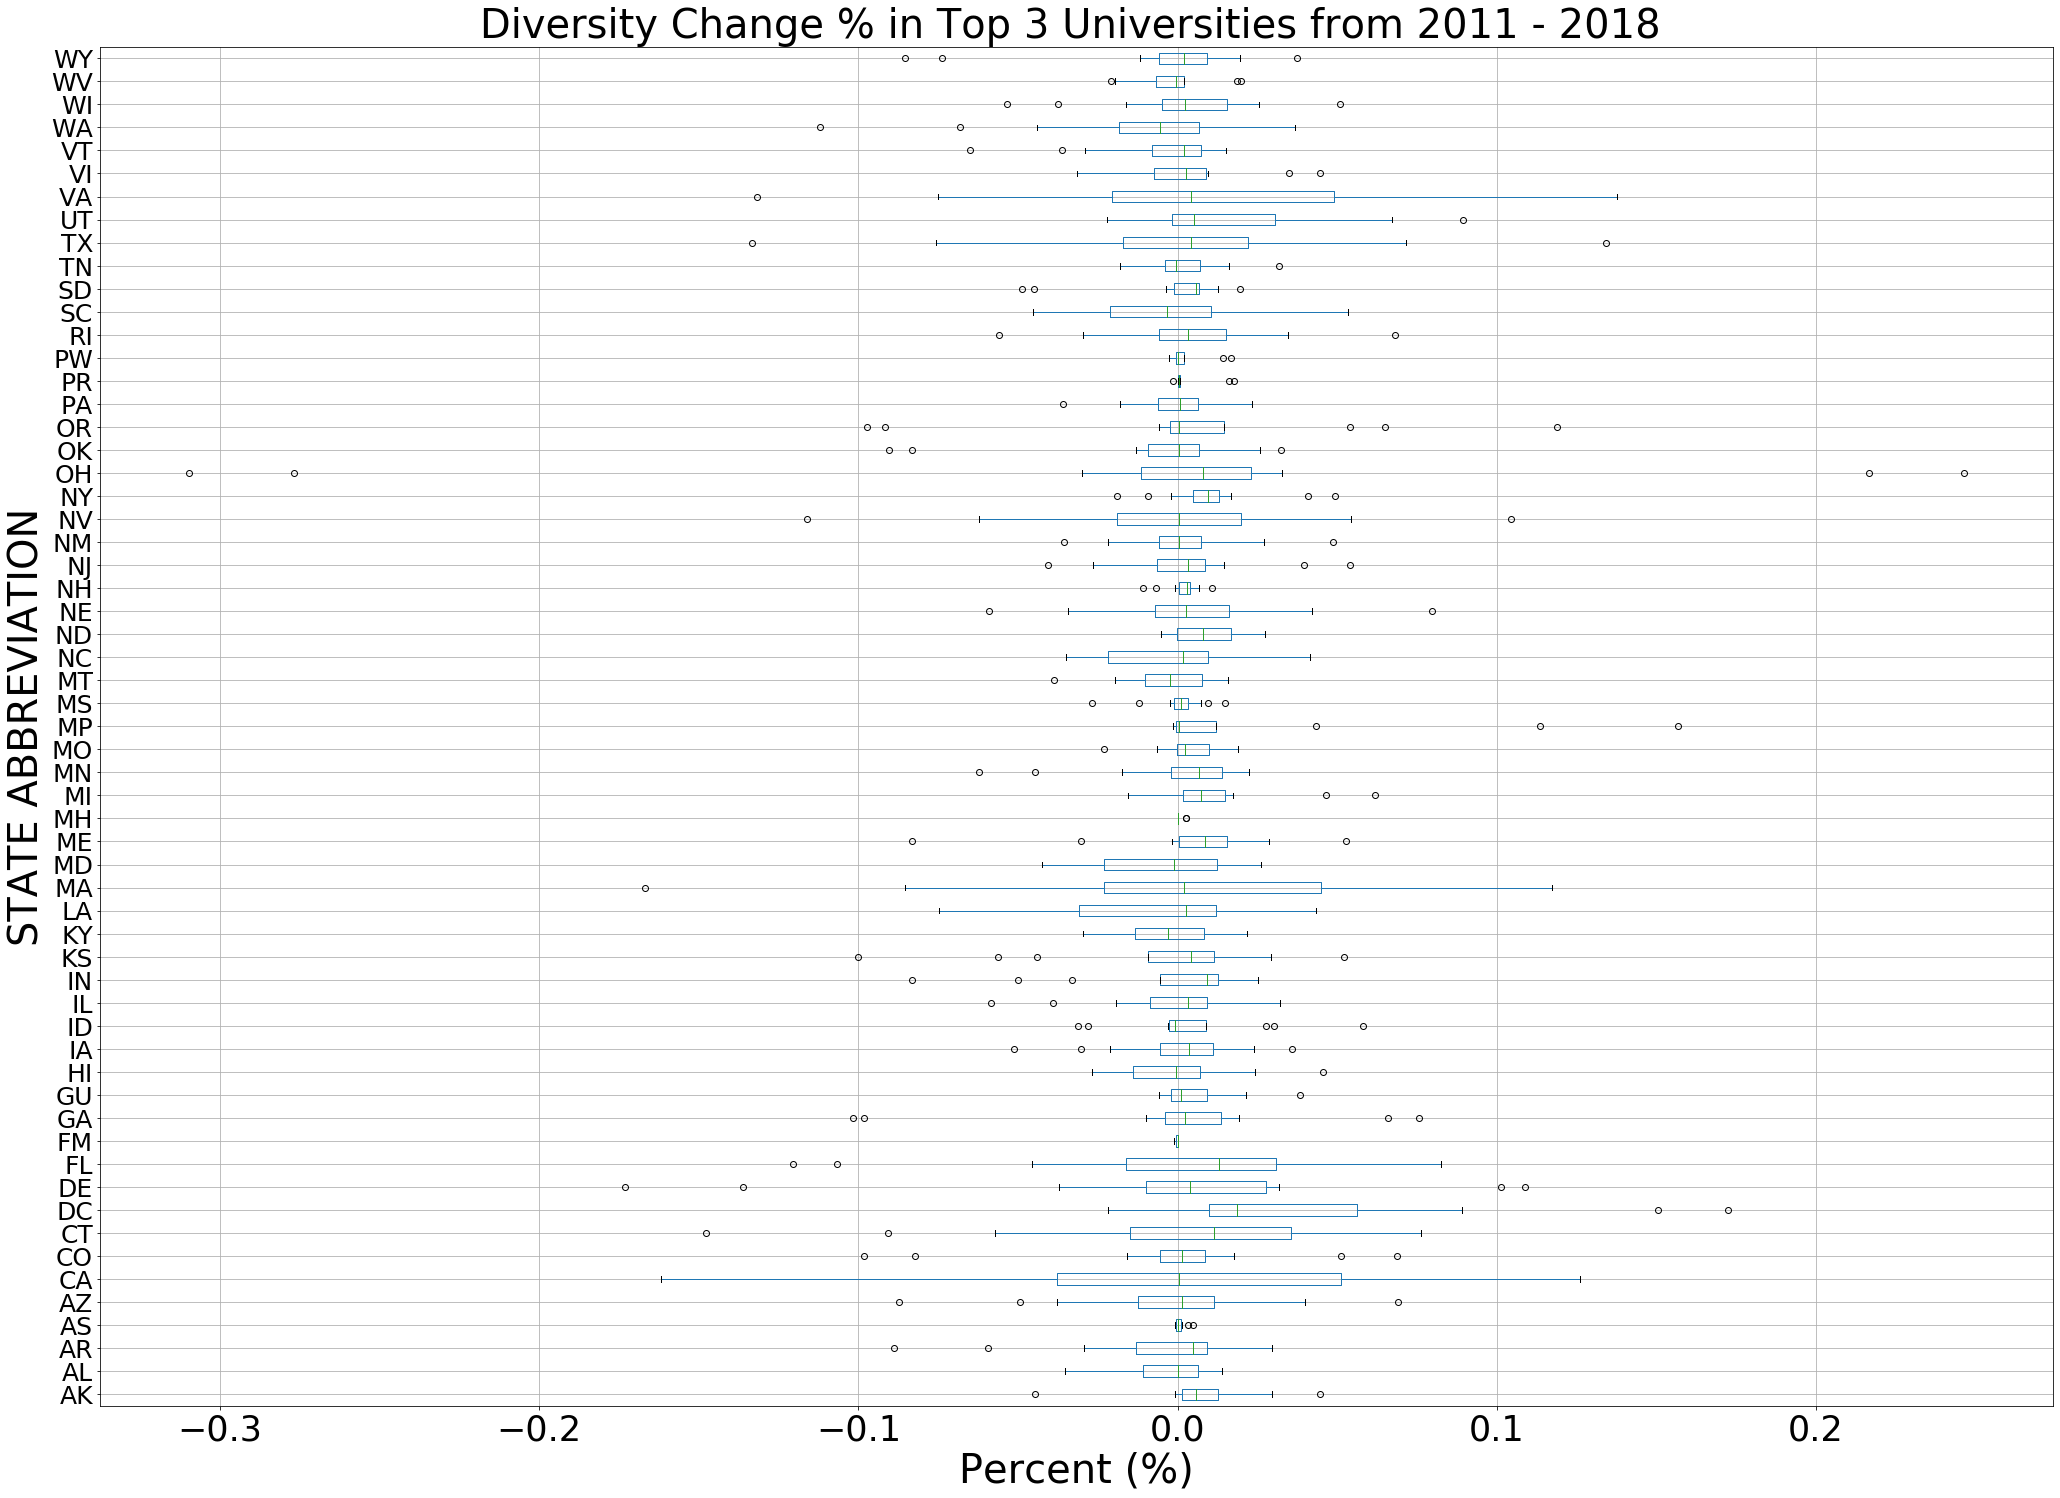 Diversity Change % in Top 3 Universities from 2011 - 2018
WY
WV
WI
WA
VT
VI
VA
UT
TX
TN
SD
SC
RI
PW
PR
PA
OR
OK
OH
NY
NV
NM
NJ
NH
NE
ND
NC
MT
MS
MP
MO
MN
MI
MH
ME
MD
MA
LA
KY
KS
IN
IL
ID
IA
HI
GU
GA
FM
FL
DE
DC
CT
CO
CA
AZ
AS
AR
AL
AK
STATE ABBREVIATION
−0.3 −0.2 −0.1 0.0 0.1 0.2
Percent (%)